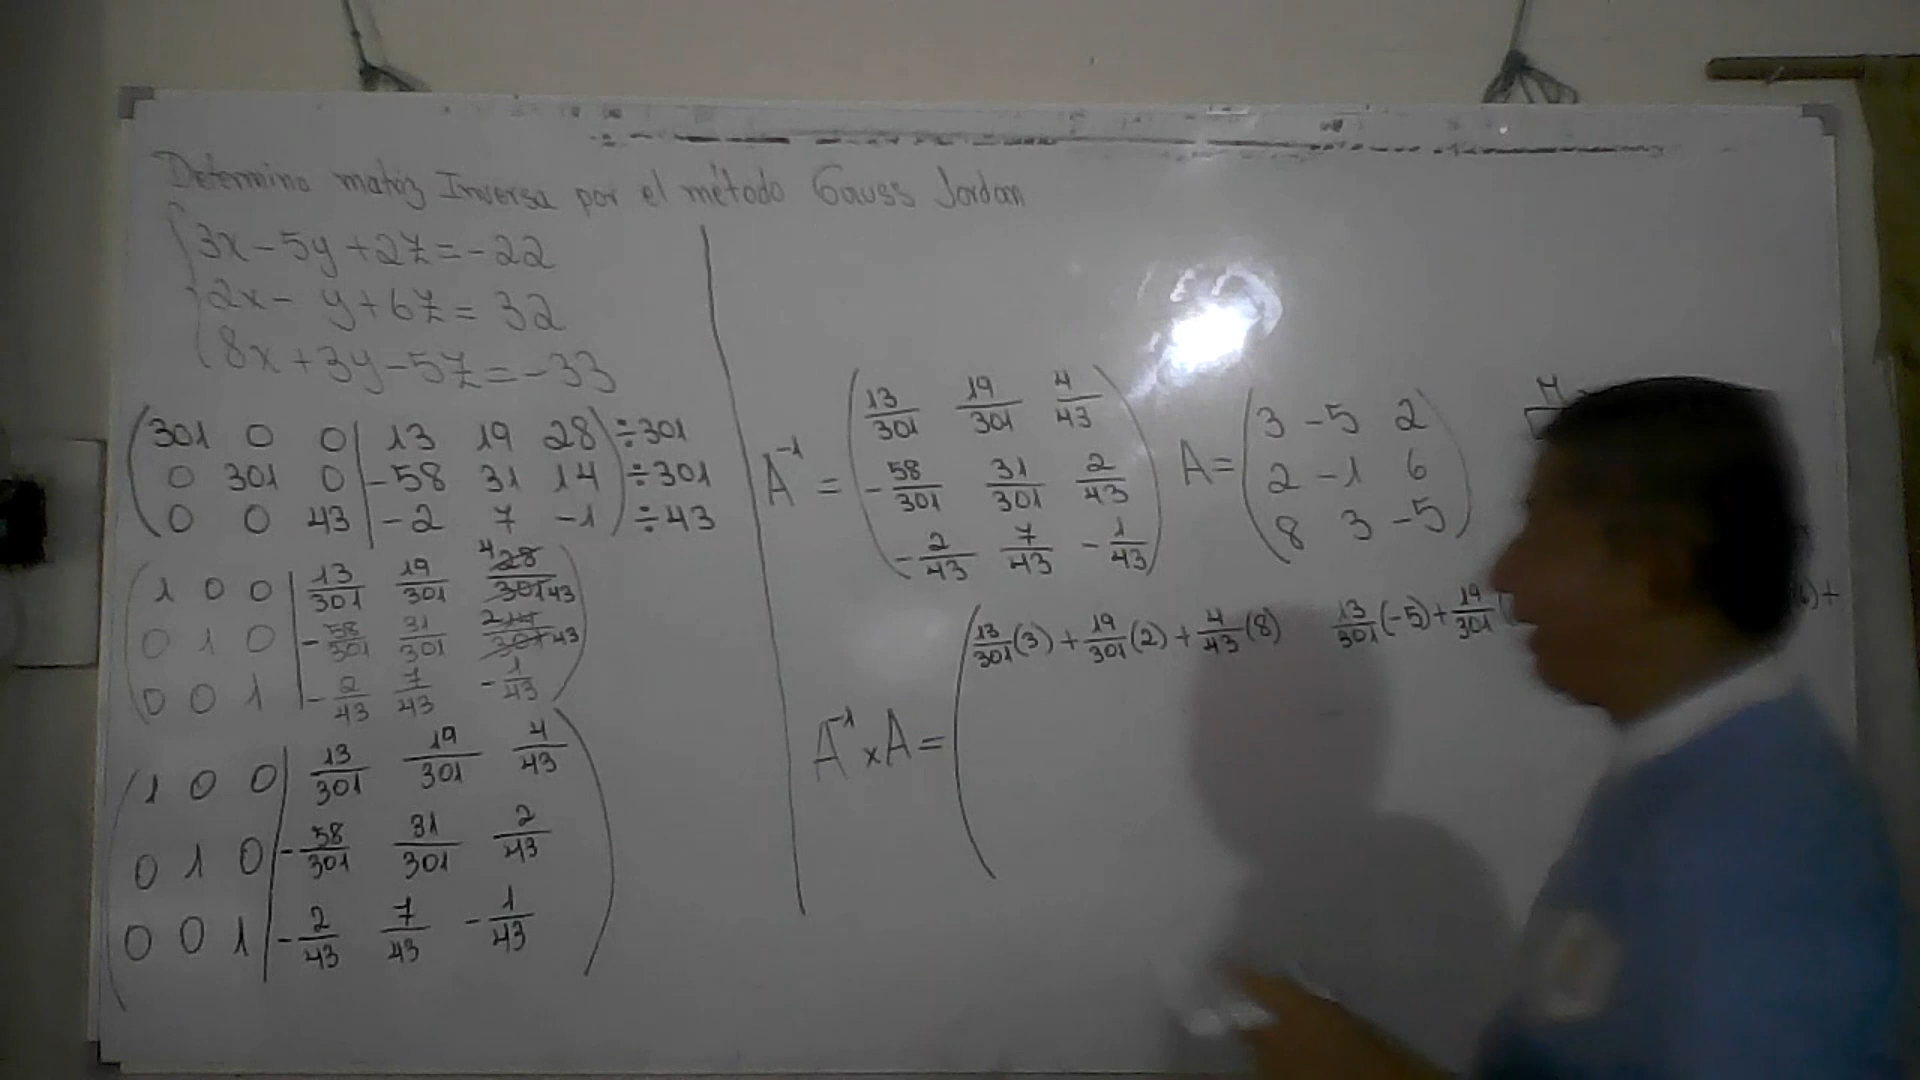 Determino matriz Inversa por el método Gauss Jordan
3x - 5y + 2z = -22
2x - y + 6z = 32
8x + 3y - 5z = -33
301 0 0 | 13 19 28 ÷301
0 301 0 | -58 31 14 ÷301
0 0 43 | -2 7 -1 ÷43
1 0 0 | 13/301 19/301 4 28/301 43
0 1 0 | -58/301 31/301 2 14/301 43
0 0 1 | -2/43 7/43 -1/43
1 0 0 | 13/301 19/301 4/43
0 1 0 | -58/301 31/301 2/43
0 0 1 | -2/43 7/43 -1/43
A⁻¹ =
13/301 19/301 4/43
-58/301 31/301 2/43
-2/43 7/43 -1/43
A =
3 -5 2
2 -1 6
8 3 -5
A⁻¹ x A =
13/301(3) + 19/301(2) + 4/43(8) 13/301(-5) + 19/301( 6) +